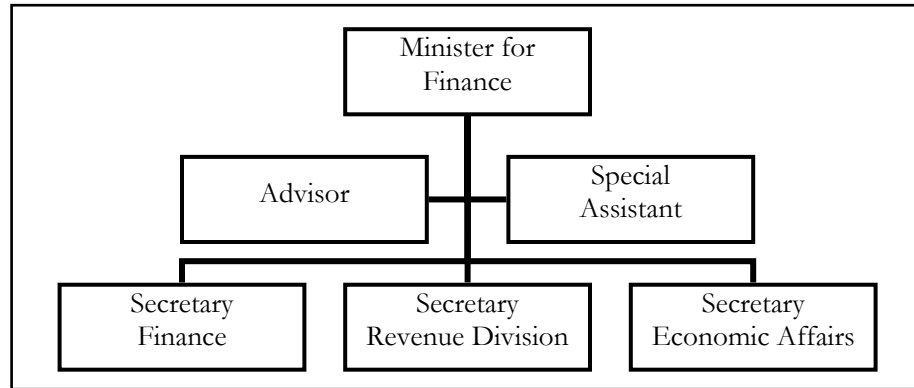 Minister for
Finance
Advisor
Special
Assistant
Secretary
Finance
Secretary
Revenue Division
Secretary
Economic Affairs